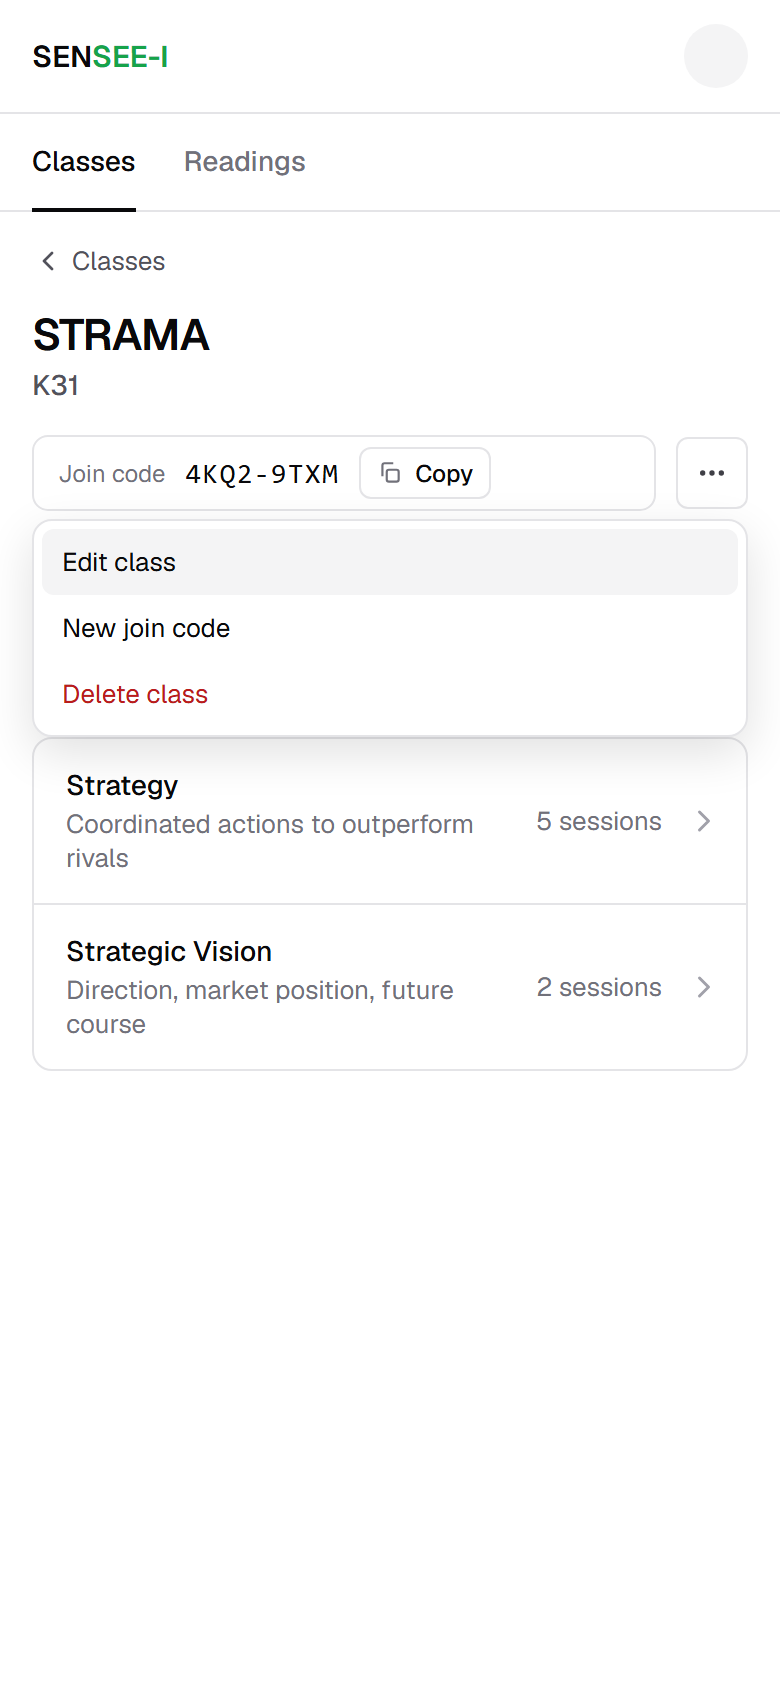 SENSEE-I
Classes Readings
Classes
STRAMA
K31
Join code 4KQ2-9TXM Copy
Edit class
New join code
Delete class
Strategy
Coordinated actions to outperform
rivals
5 sessions
Strategic Vision
Direction, market position, future
course
2 sessions